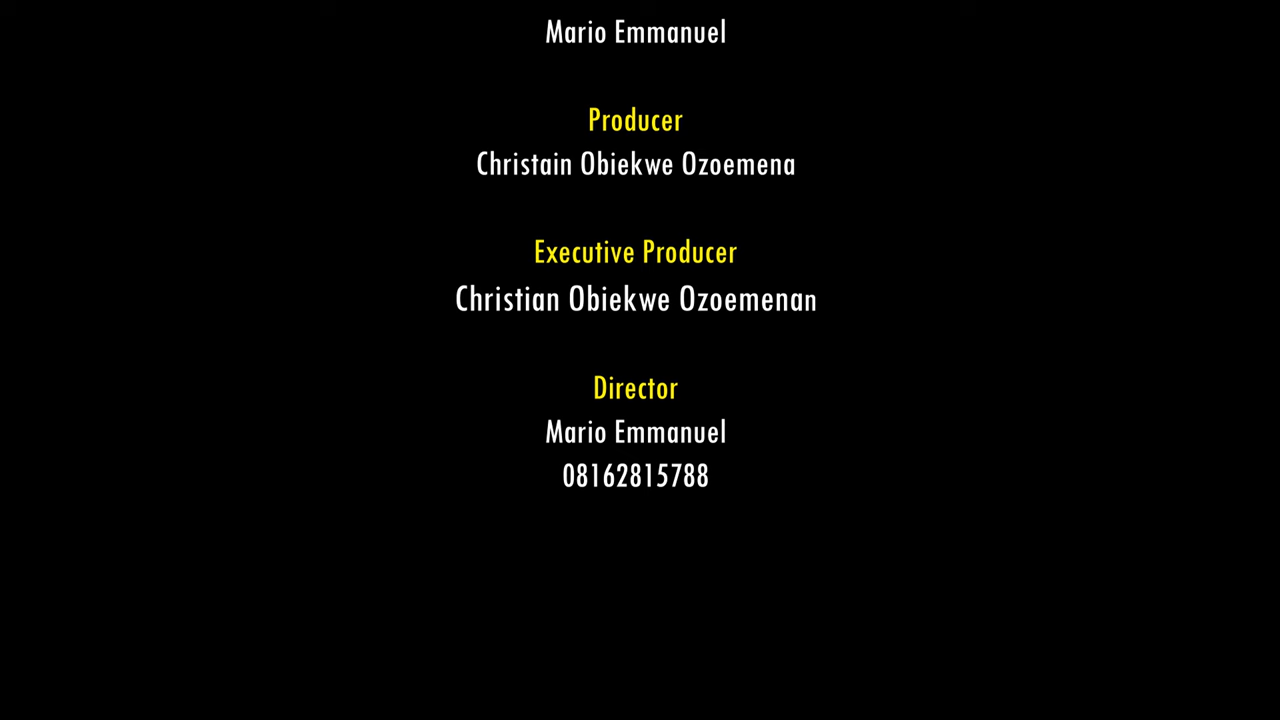 Mario Emmanuel
Producer
Christain Obiekwe Ozoemena
Executive Producer
Christian Obiekwe Ozoemenan
Director
Mario Emmanuel
08162815788